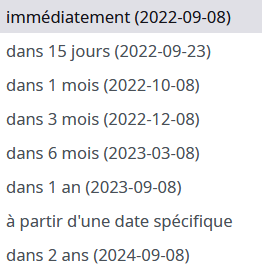 immédiatement (2022-09-08)
dans 15 jours (2022-09-23)
dans 1 mois (2022-10-08)
dans 3 mois (2022-12-08)
dans 6 mois (2023-03-08)
dans 1 an (2023-09-08)
à partir d'une date spécifique
dans 2 ans (2024-09-08)